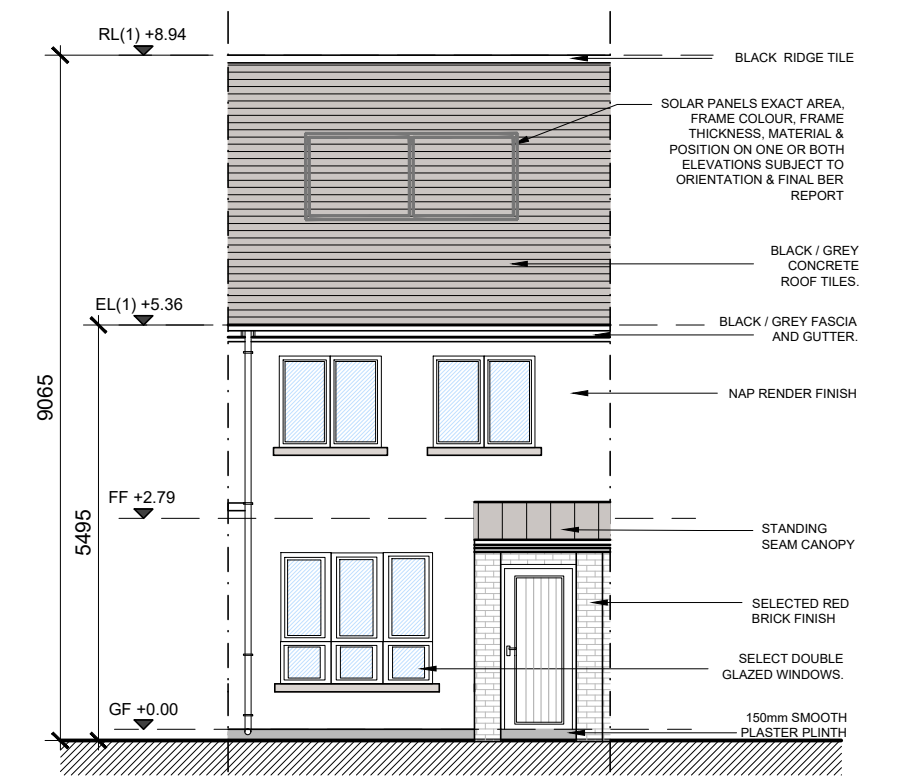 RL(1) +8.94
BLACK RIDGE TILE
SOLAR PANELS EXACT AREA,
FRAME COLOUR, FRAME
THICKNESS, MATERIAL &
POSITION ON ONE OR BOTH
ELEVATIONS SUBJECT TO
ORIENTATION & FINAL BER
REPORT
BLACK / GREY
CONCRETE
ROOF TILES.
EL(1) +5.36
BLACK / GREY FASCIA
AND GUTTER.
9065
NAP RENDER FINISH
FF +2.79
5495
STANDING
SEAM CANOPY
SELECTED RED
BRICK FINISH
SELECT DOUBLE
GLAZED WINDOWS.
GF +0.00
150mm SMOOTH
PLASTER PLINTH